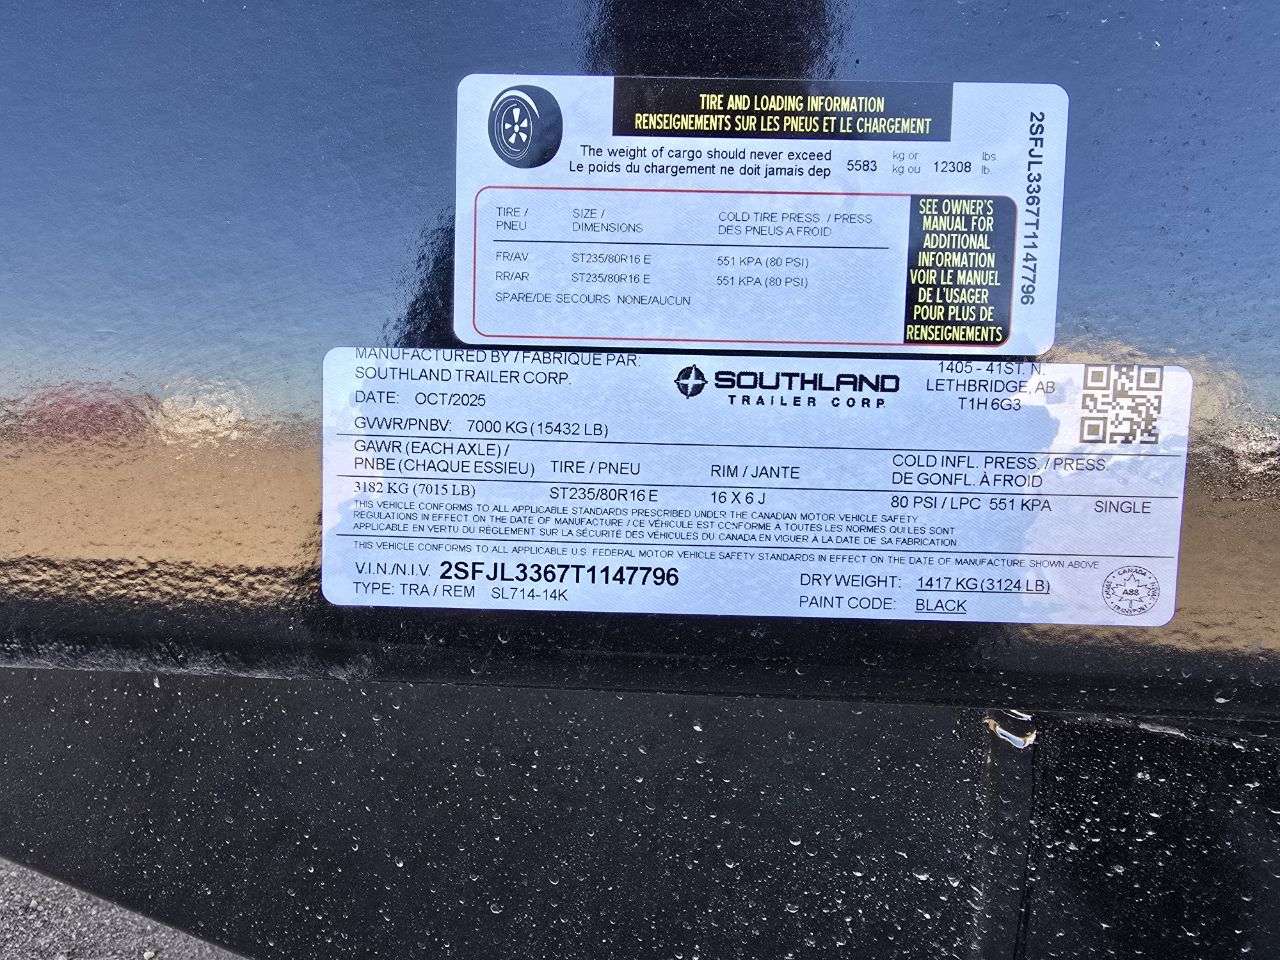 TIRE AND LOADING INFORMATION
RENSEIGNEMENTS SUR LES PNEUS ET LE CHARGEMENT
The weight of cargo should never exceed 5583 kg or 12308 lbs
Le poids du chargement ne doit jamais dep kg ou lb
TIRE / SIZE / COLD TIRE PRESS. / PRESS
PNEU DIMENSIONS DES PNEUS A FROID
FR/AV ST235/80R16 E 551 KPA (80 PSI)
RR/AR ST235/80R16 E 551 KPA (80 PSI)
SPARE/DE SECOURS NONE/AUCUN
SEE OWNER'S
MANUAL FOR
ADDITIONAL
INFORMATION
VOIR LE MANUEL
DE L'USAGER
POUR PLUS DE
RENSEIGNEMENTS
2SFJL3367T1147796
MANUFACTURED BY / FABRIQUE PAR:
SOUTHLAND TRAILER CORP.
DATE: OCT/2025
SOUTHLAND
TRAILER CORP.
1405 - 41ST. N.
LETHBRIDGE, AB
T1H 6G3
GVWR/PNBV: 7000 KG (15432 LB)
GAWR (EACH AXLE) /
PNBE (CHAQUE ESSIEU) TIRE / PNEU RIM / JANTE COLD INFL. PRESS. / PRESS.
DE GONFL. À FROID
3182 KG (7015 LB) ST235/80R16 E 16 X 6 J 80 PSI / LPC 551 KPA SINGLE
THIS VEHICLE CONFORMS TO ALL APPLICABLE STANDARDS PRESCRIBED UNDER THE CANADIAN MOTOR VEHICLE SAFETY
REGULATIONS IN EFFECT ON THE DATE OF MANUFACTURE / CE VÉHICULE EST CONFORME A TOUTES LES NORMES QUI LES SONT
APPLICABLE EN VERTU DU REGLEMENT SUR LA SÉCURITÉ DES VÉHICULES DU CANADA EN VIGUER À LA DATE DE SA FABRICATION
THIS VEHICLE CONFORMS TO ALL APPLICABLE U.S. FEDERAL MOTOR VEHICLE SAFETY STANDARDS IN EFFECT ON THE DATE OF MANUFACTURE SHOWN ABOVE
V.I.N./N.I.V. 2SFJL3367T1147796 DRY WEIGHT: 1417 KG (3124 LB)
TYPE: TRA / REM SL714-14K PAINT CODE: BLACK
CANADA
A88
TRANSPORT